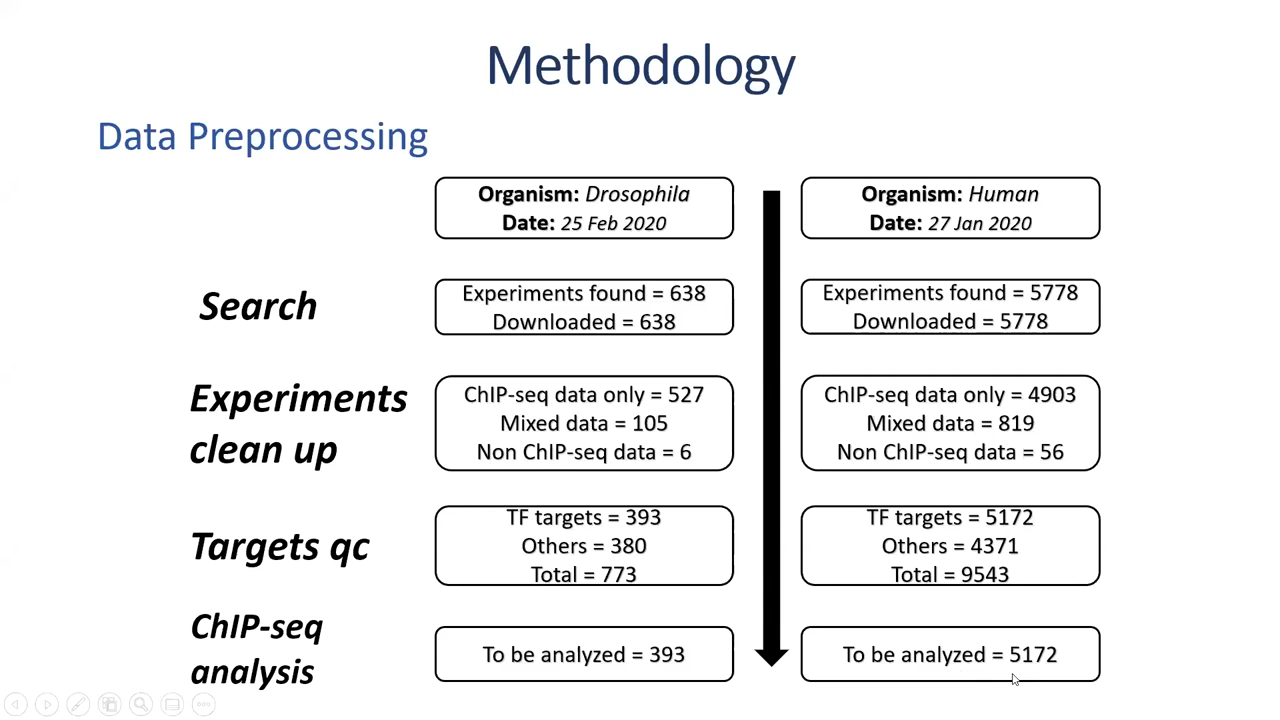 Methodology
Data Preprocessing
Organism: Drosophila
Date: 25 Feb 2020
Organism: Human
Date: 27 Jan 2020
Search
Experiments found = 638
Downloaded = 638
Experiments found = 5778
Downloaded = 5778
Experiments
clean up
ChIP-seq data only = 527
Mixed data = 105
Non ChIP-seq data = 6
ChIP-seq data only = 4903
Mixed data = 819
Non ChIP-seq data = 56
Targets qc
TF targets = 393
Others = 380
Total = 773
TF targets = 5172
Others = 4371
Total = 9543
ChIP-seq
analysis
To be analyzed = 393
To be analyzed = 5172